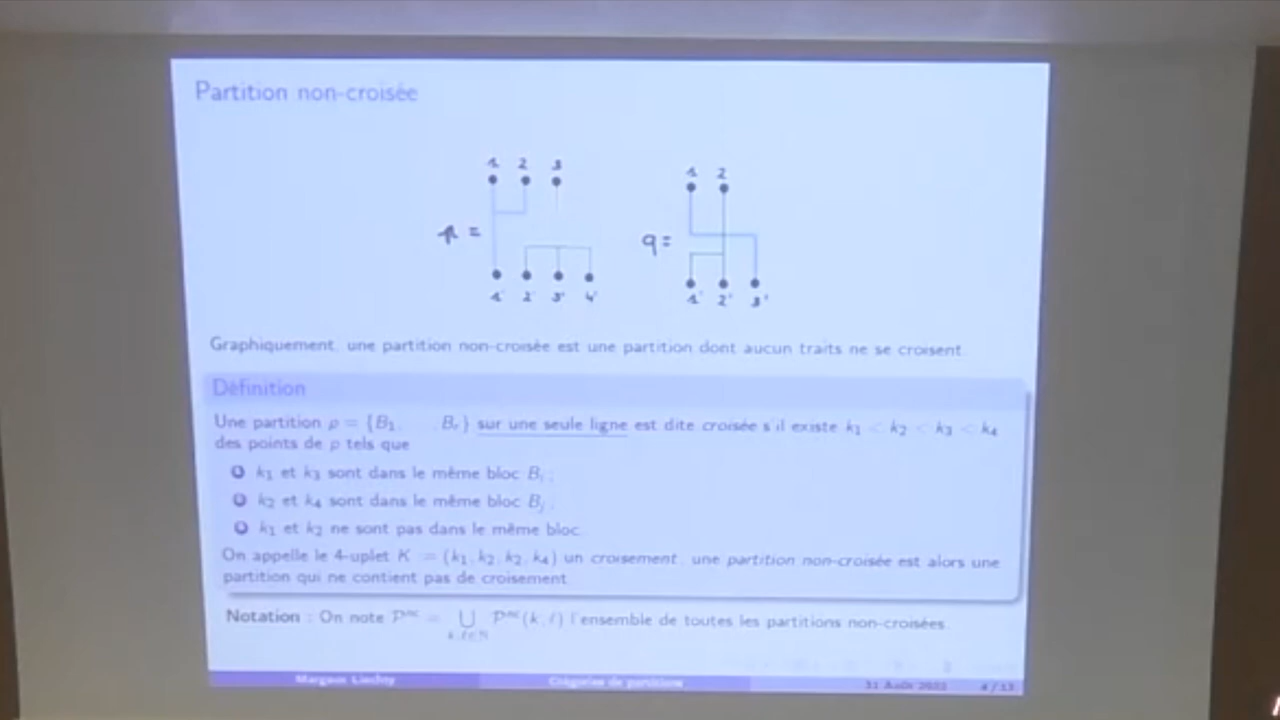 Partition non-croisée
1 2 3
1 2
p =
q =
1' 2' 3' 4'
1' 2' 3'
Graphiquement, une partition non-croisée est une partition dont aucun traits ne se croisent.
Définition
Une partition p = {B₁, , Bᵣ} sur une seule ligne est dite croisée s'il existe k₁ < k₂ < k₃ < k₄
des points de p tels que
k₁ et k₃ sont dans le même bloc Bᵢ ;
k₂ et k₄ sont dans le même bloc Bⱼ ;
k₁ et k₂ ne sont pas dans le même bloc.
On appelle le 4-uplet K := (k₁, k₂, k₂, k₄) un croisement, une partition non-croisée est alors une
partition qui ne contient pas de croisement.
Notation : On note Pⁿᶜ = ⋃ Pⁿᶜ(k, ℓ) l'ensemble de toutes les partitions non-croisées.
k,ℓ∈ℕ
Margaux Catégories de partitions 31 Août 2022 4 / 13